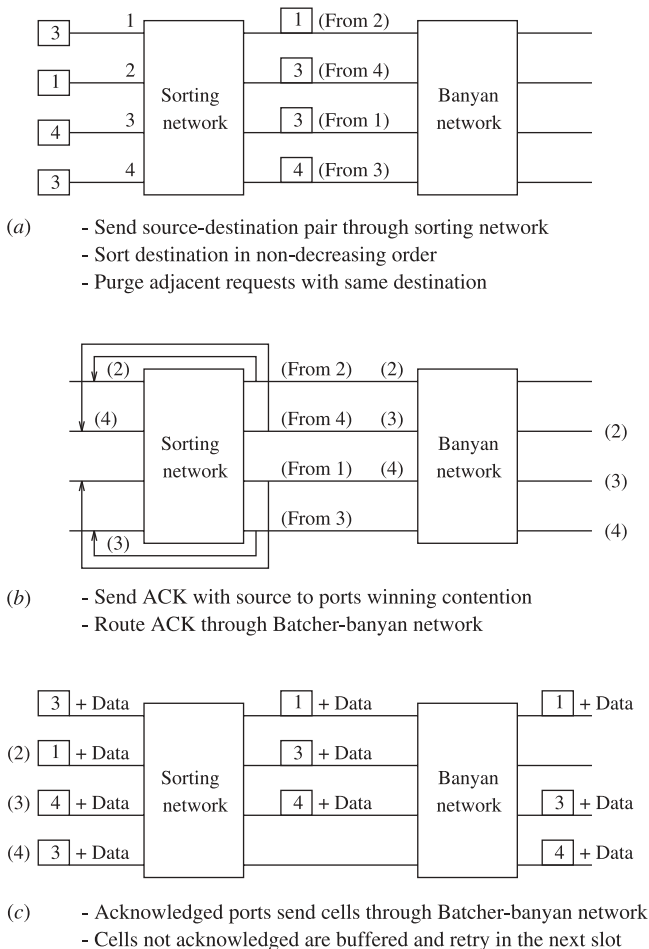 3 1 1 (From 2)
1 2 3 (From 4)
Sorting network
Banyan network
4 3 3 (From 1)
3 4 4 (From 3)
(a) - Send source-destination pair through sorting network
- Sort destination in non-decreasing order
- Purge adjacent requests with same destination
(2) (From 2) (2)
(4) (From 4) (3) (2)
Sorting network
Banyan network
(From 1) (4) (3)
(3) (From 3) (4)
(b) - Send ACK with source to ports winning contention
- Route ACK through Batcher-banyan network
3 + Data 1 + Data 1 + Data
(2) 1 + Data 3 + Data
Sorting network
Banyan network
(3) 4 + Data 4 + Data 3 + Data
(4) 3 + Data 4 + Data
(c) - Acknowledged ports send cells through Batcher-banyan network
- Cells not acknowledged are buffered and retry in the next slot